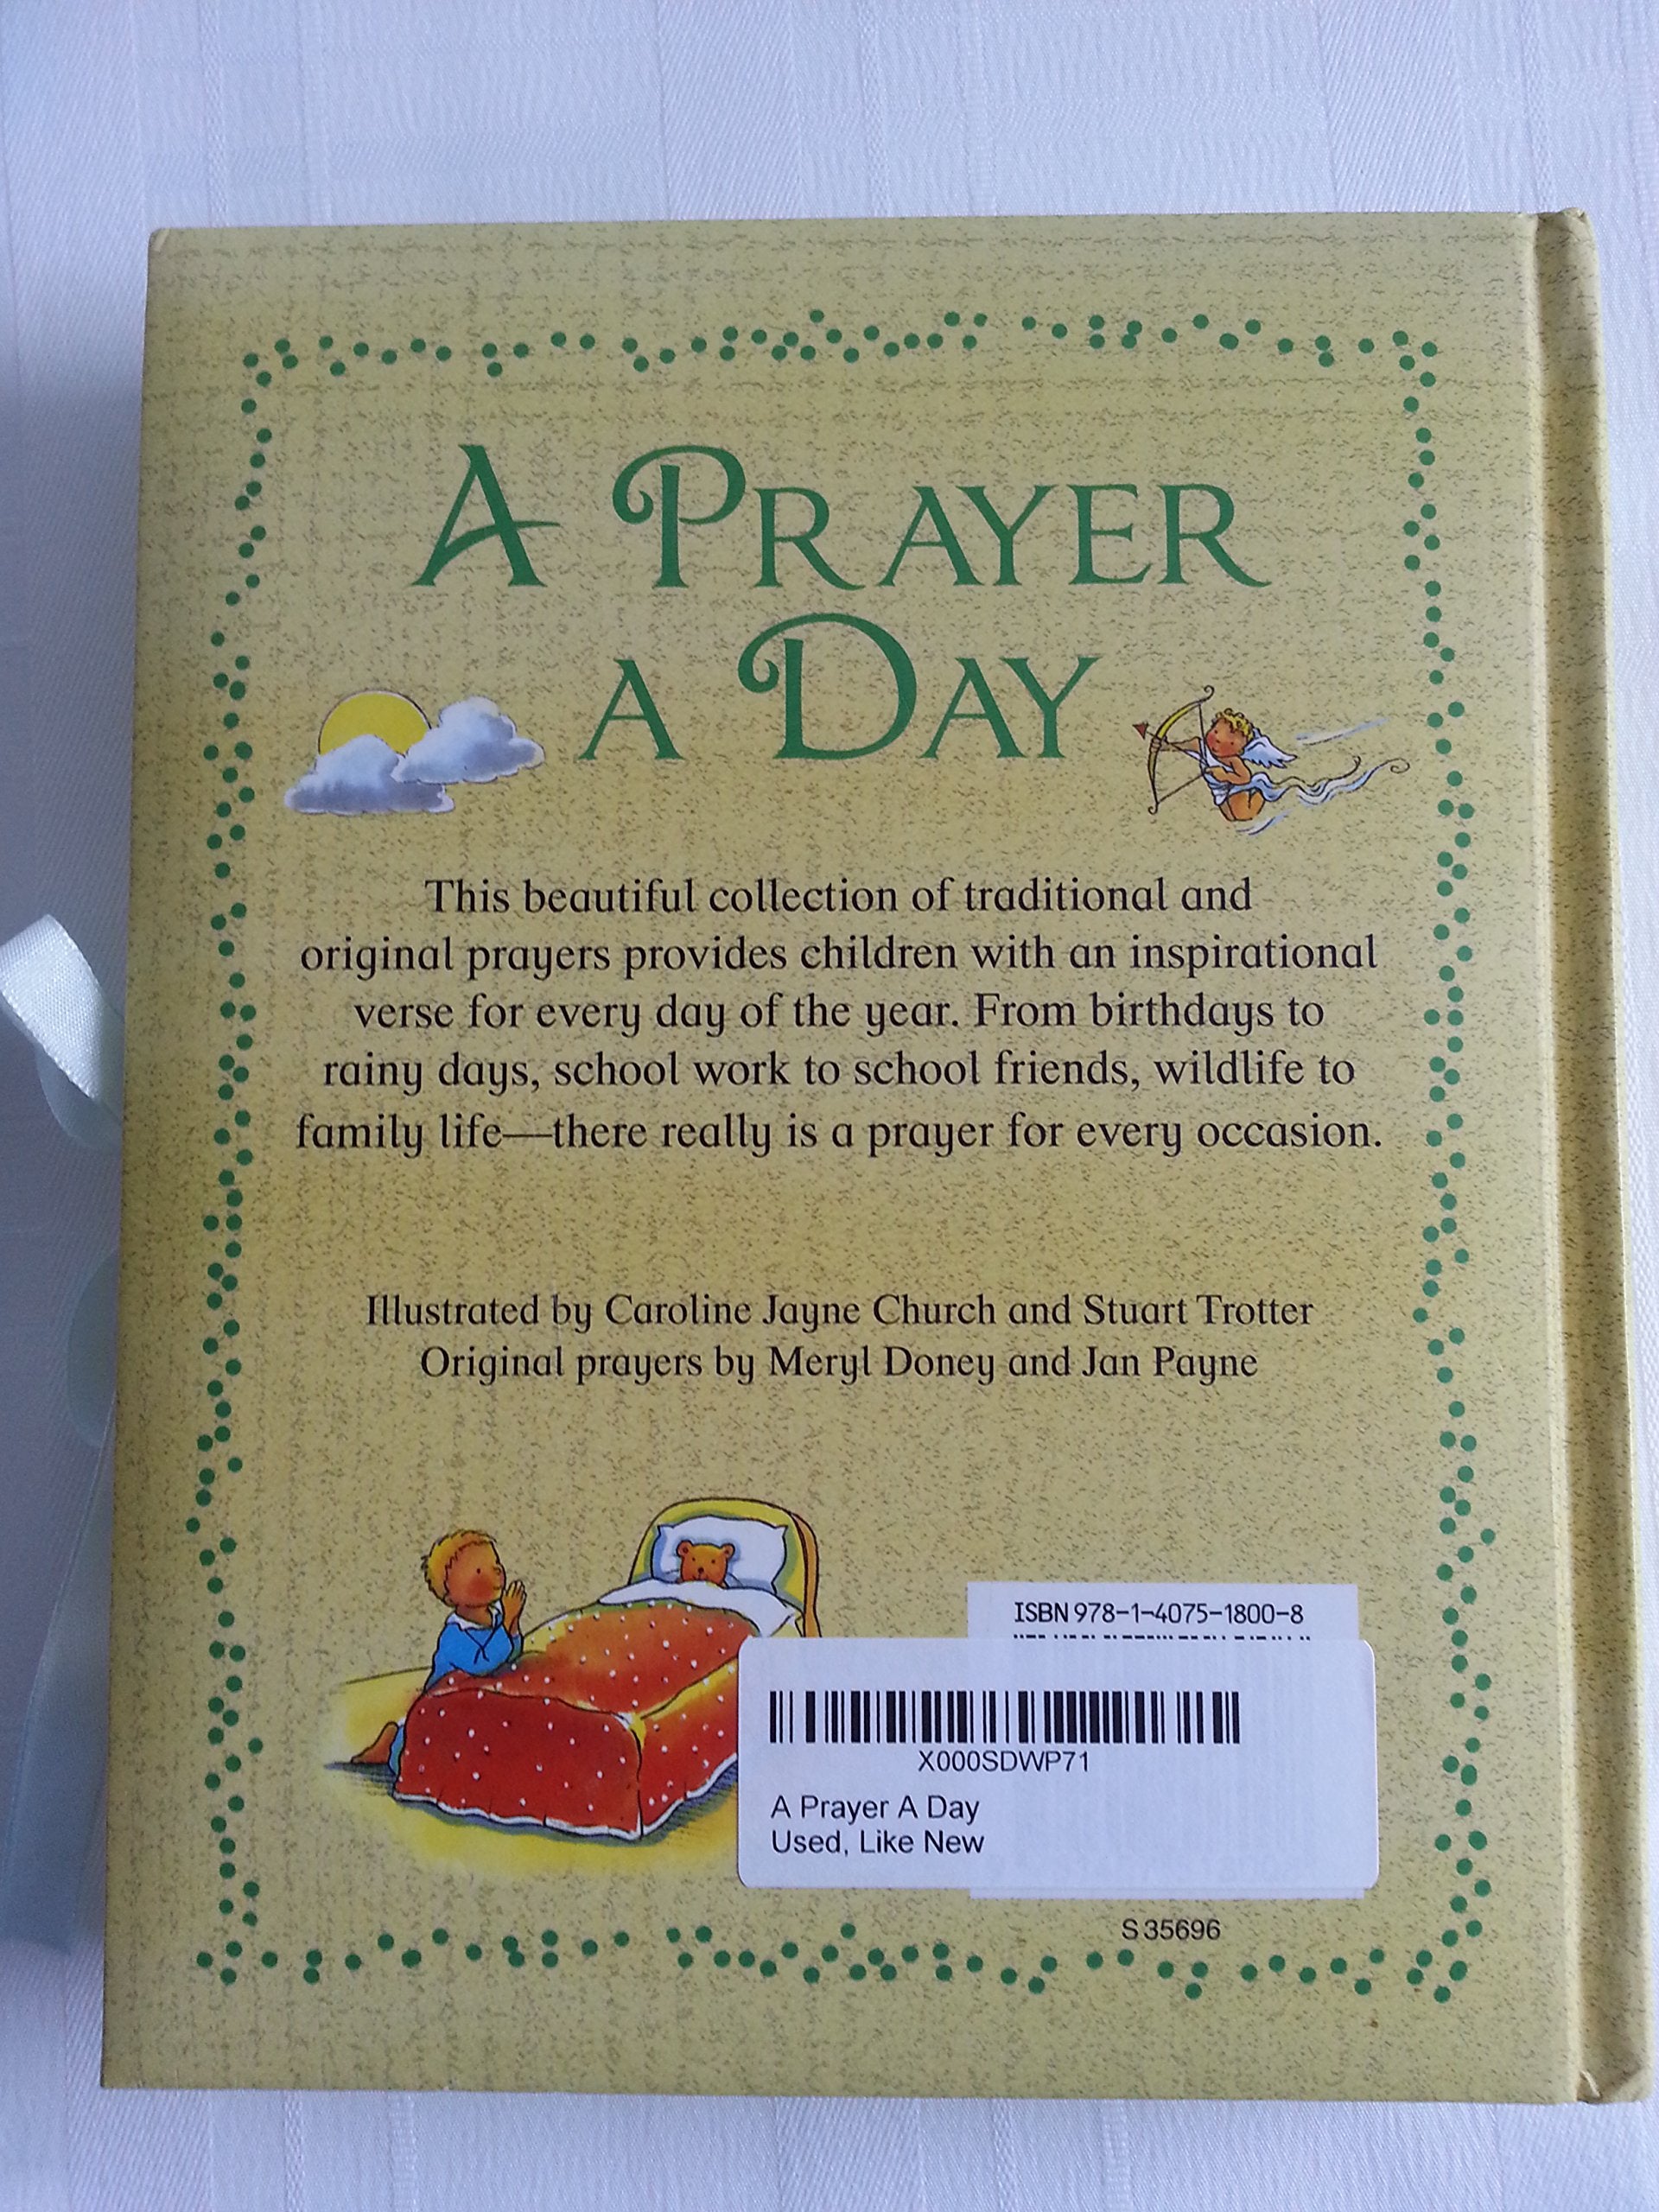 A PRAYER
A DAY
This beautiful collection of traditional and
original prayers provides children with an inspirational
verse for every day of the year. From birthdays to
rainy days, school work to school friends, wildlife to
family life—there really is a prayer for every occasion.
Illustrated by Caroline Jayne Church and Stuart Trotter
Original prayers by Meryl Doney and Jan Payne
ISBN 978-1-4075-1800-8
X000SDWP71
A Prayer A Day
Used, Like New
S 35696